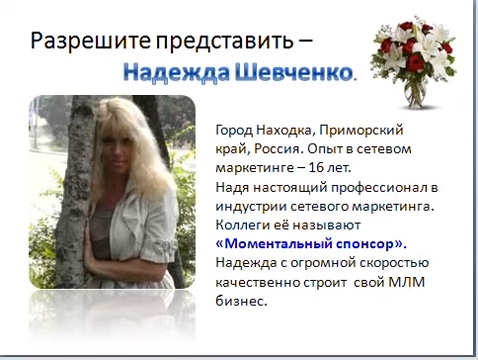 Разрешите представить –
Надежда Шевченко.
Город Находка, Приморский
край, Россия. Опыт в сетевом
маркетинге – 16 лет.
Надя настоящий профессионал в
индустрии сетевого маркетинга.
Коллеги её называют
«Моментальный спонсор».
Надежда с огромной скоростью
качественно строит свой МЛМ
бизнес.